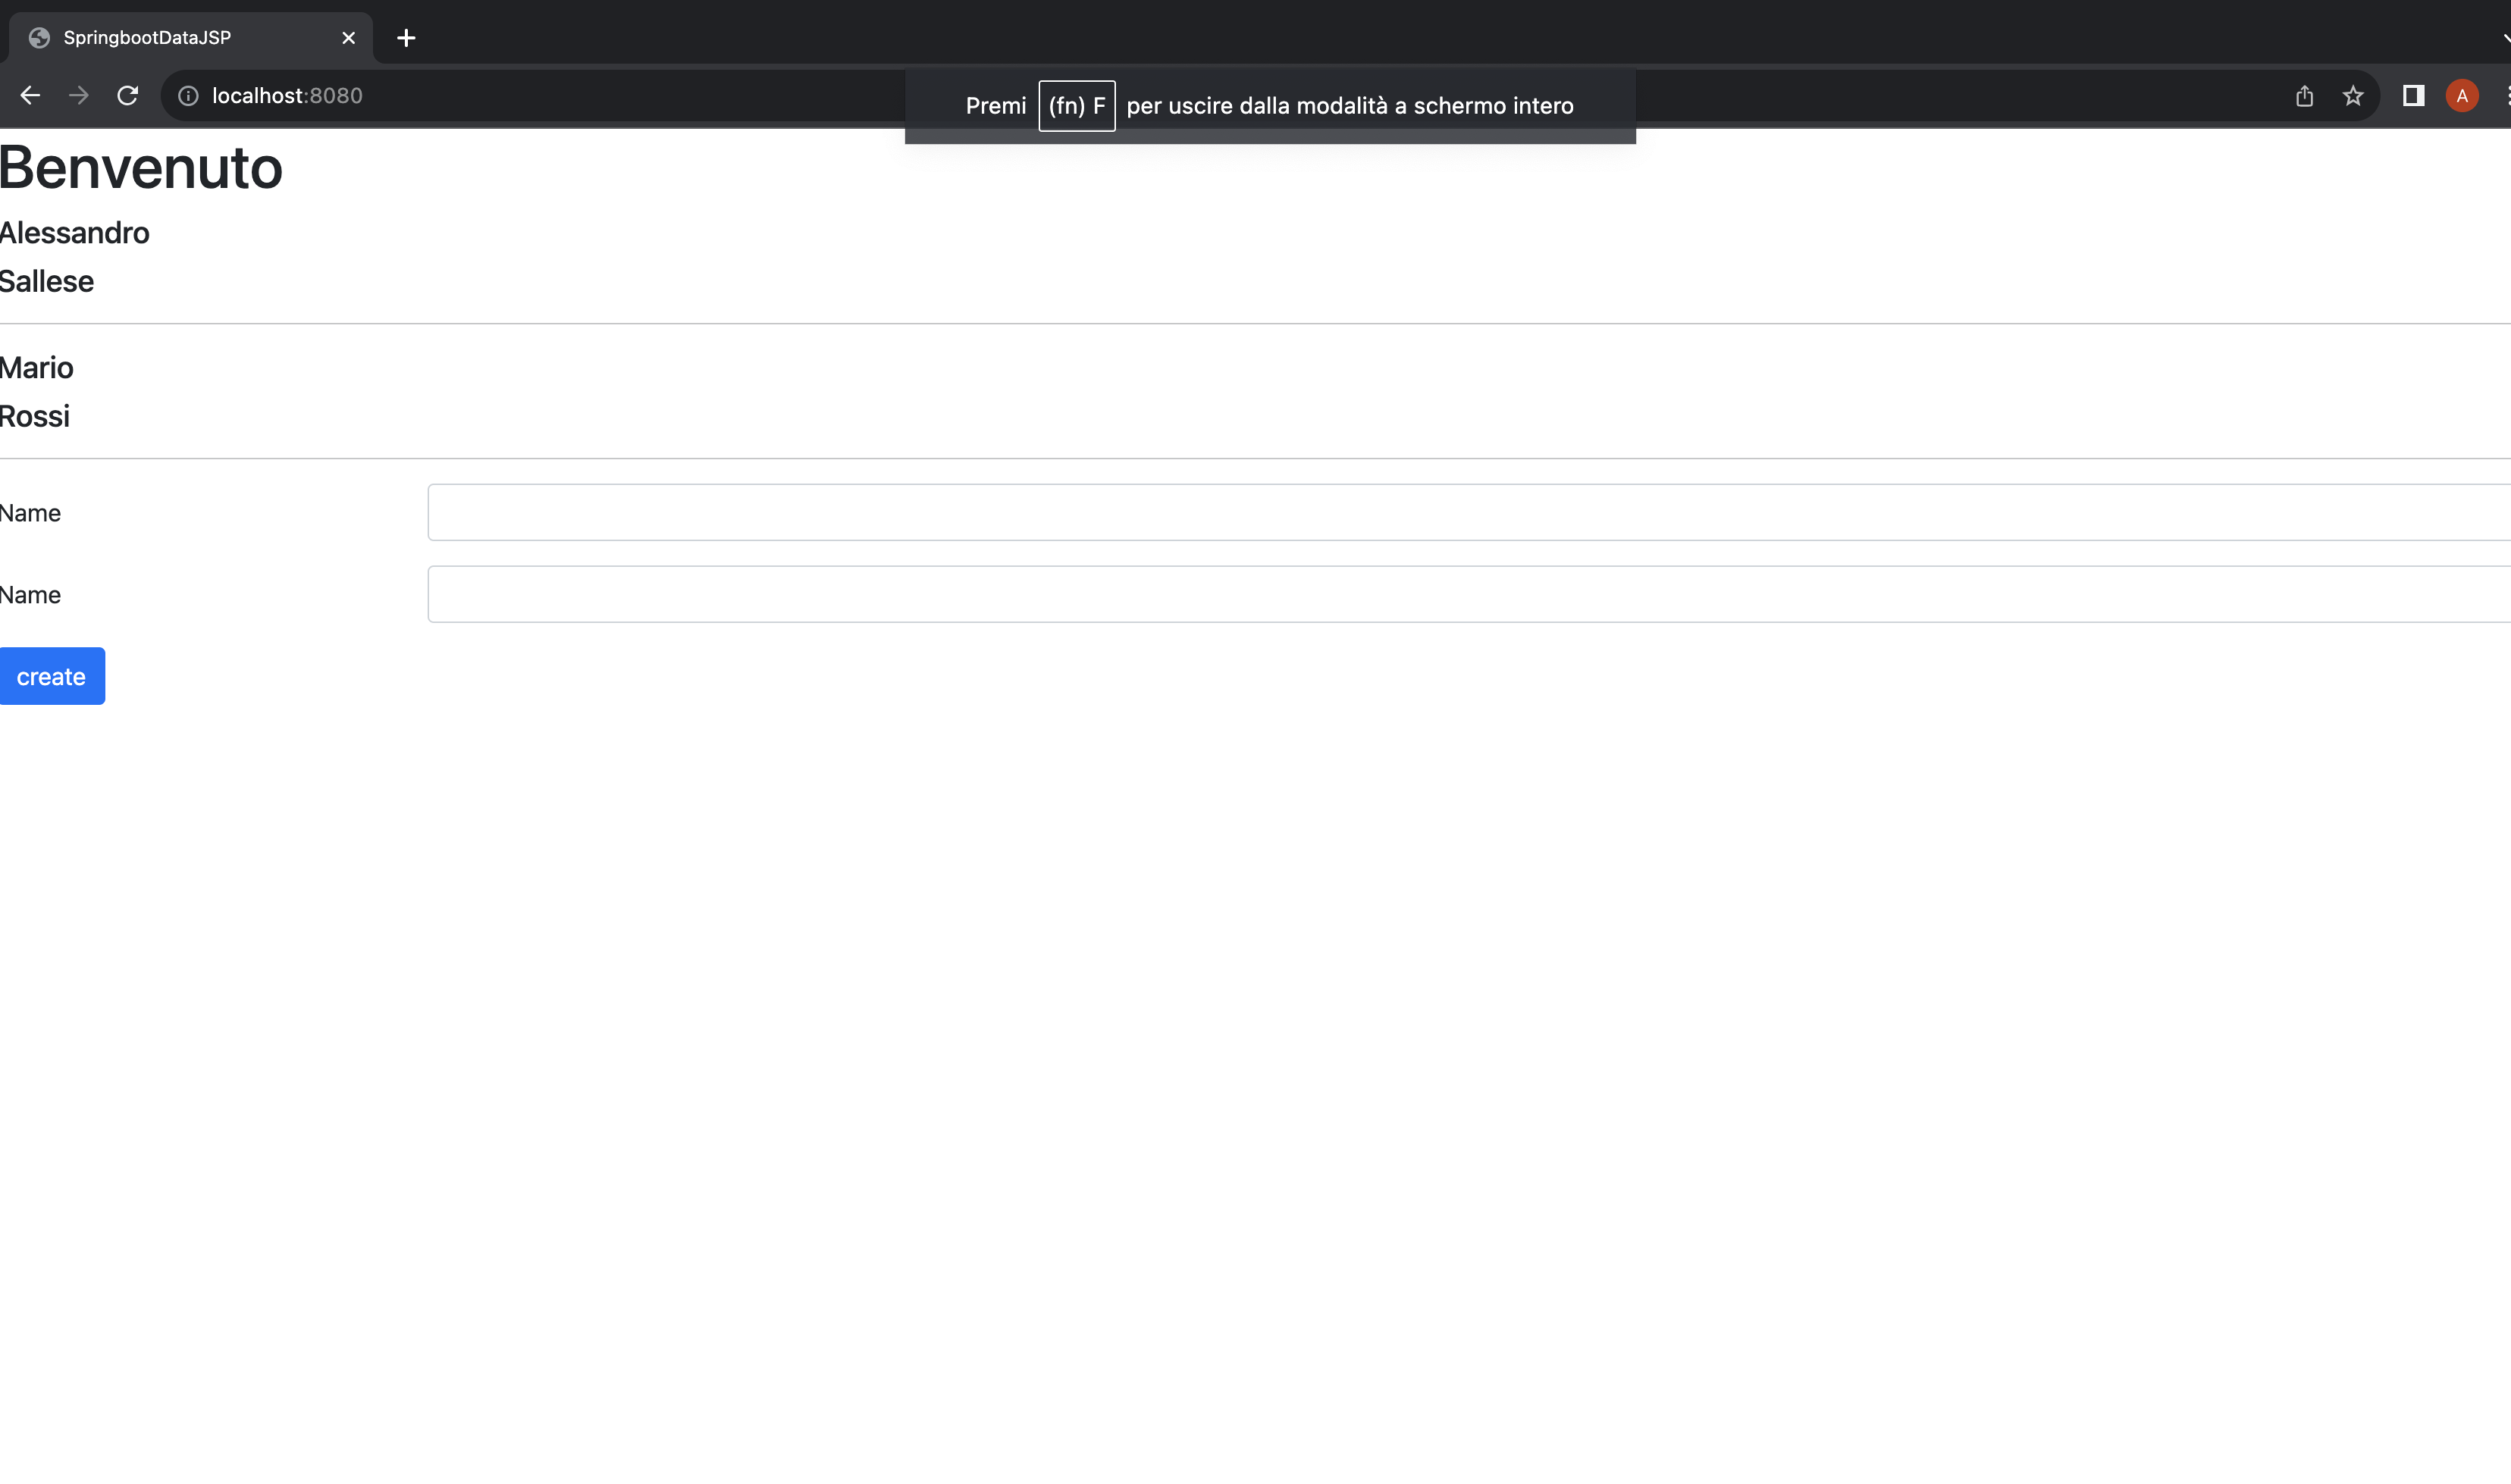 SpringbootDataJSP
localhost:8080
Premi (fn) F per uscire dalla modalità a schermo intero
A
Benvenuto
Alessandro
Sallese
Mario
Rossi
Name
Name
create